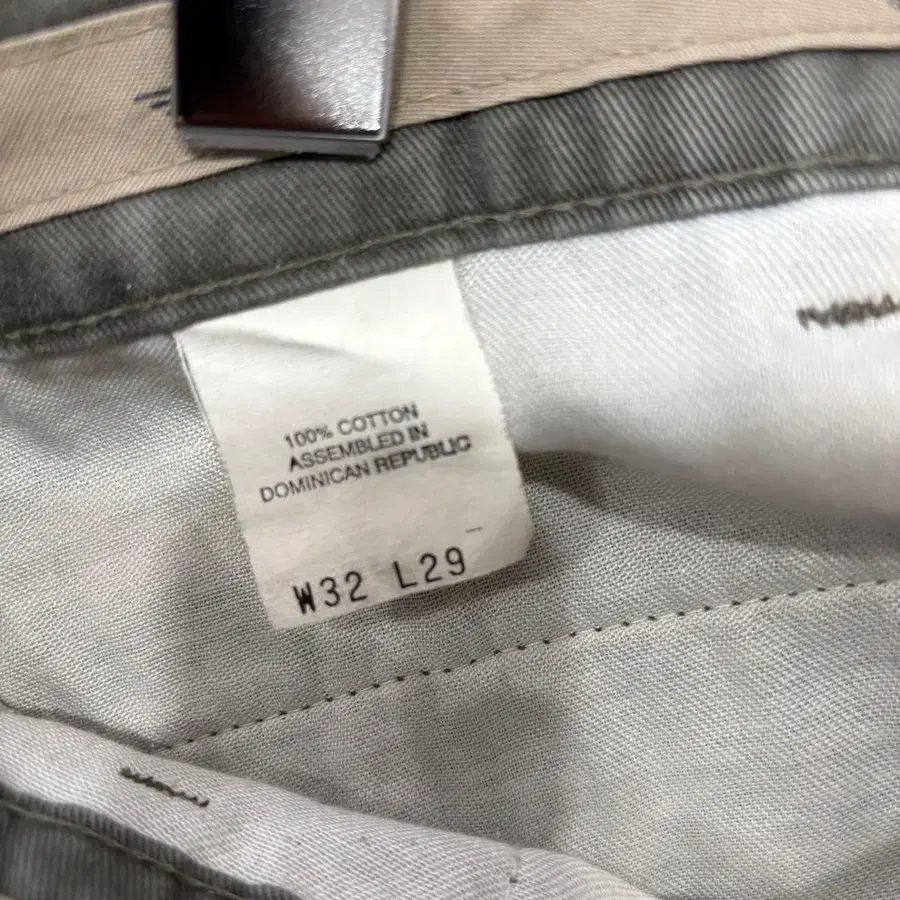 100% COTTON
ASSEMBLED IN
DOMINICAN REPUBLIC
W32 L29